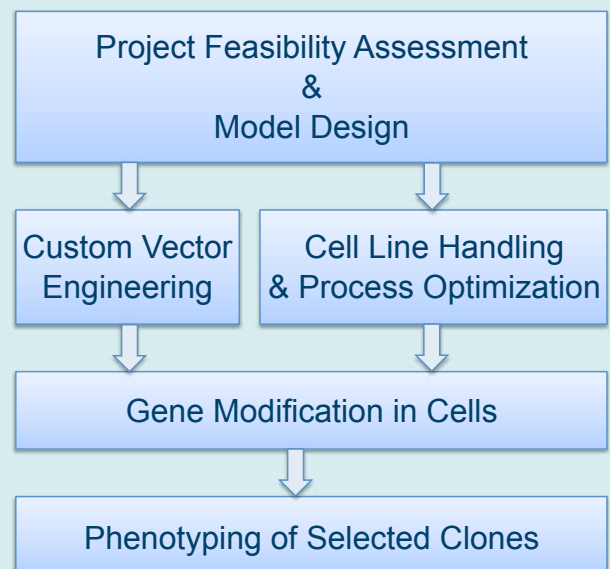 Project Feasibility Assessment
&
Model Design
Custom Vector
Engineering
Cell Line Handling
& Process Optimization
Gene Modification in Cells
Phenotyping of Selected Clones